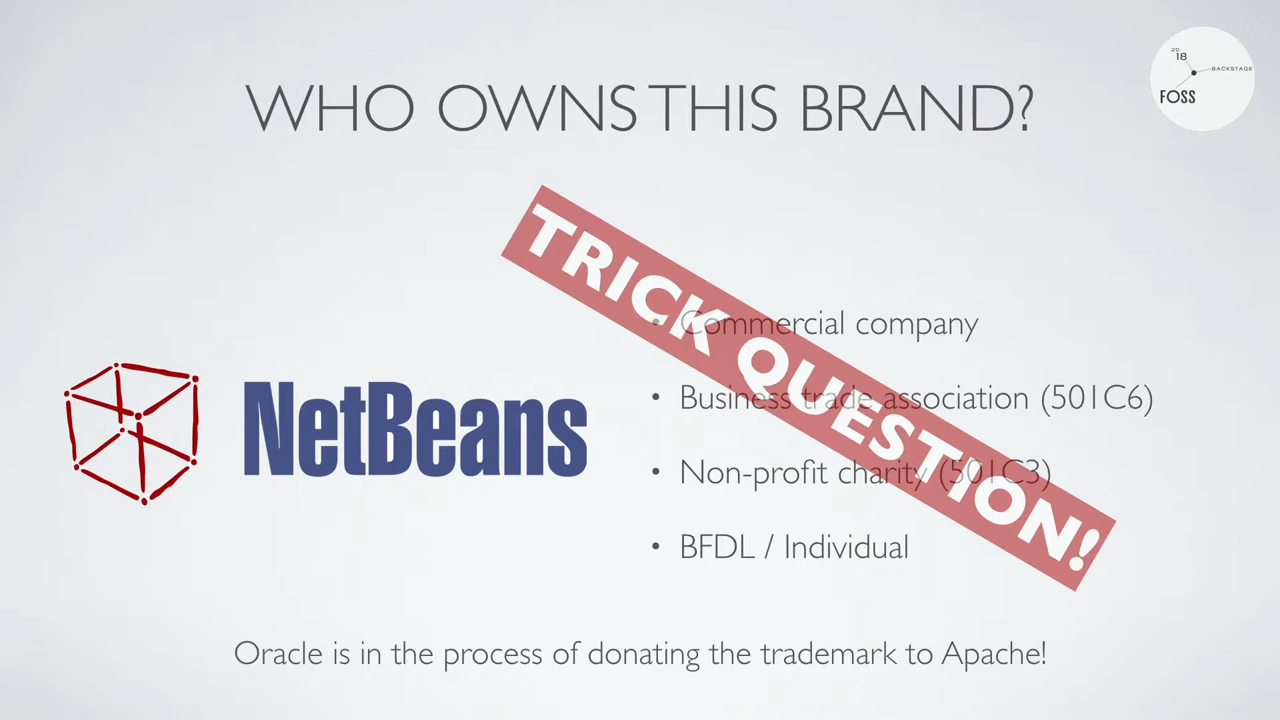 20
18
BACKSTAGE
FOSS
WHO OWNS THIS BRAND?
TRICK QUESTION!
NetBeans
• Commercial company
• Business trade association (501C6)
• Non-profit charity (501C3)
• BFDL / Individual
Oracle is in the process of donating the trademark to Apache!